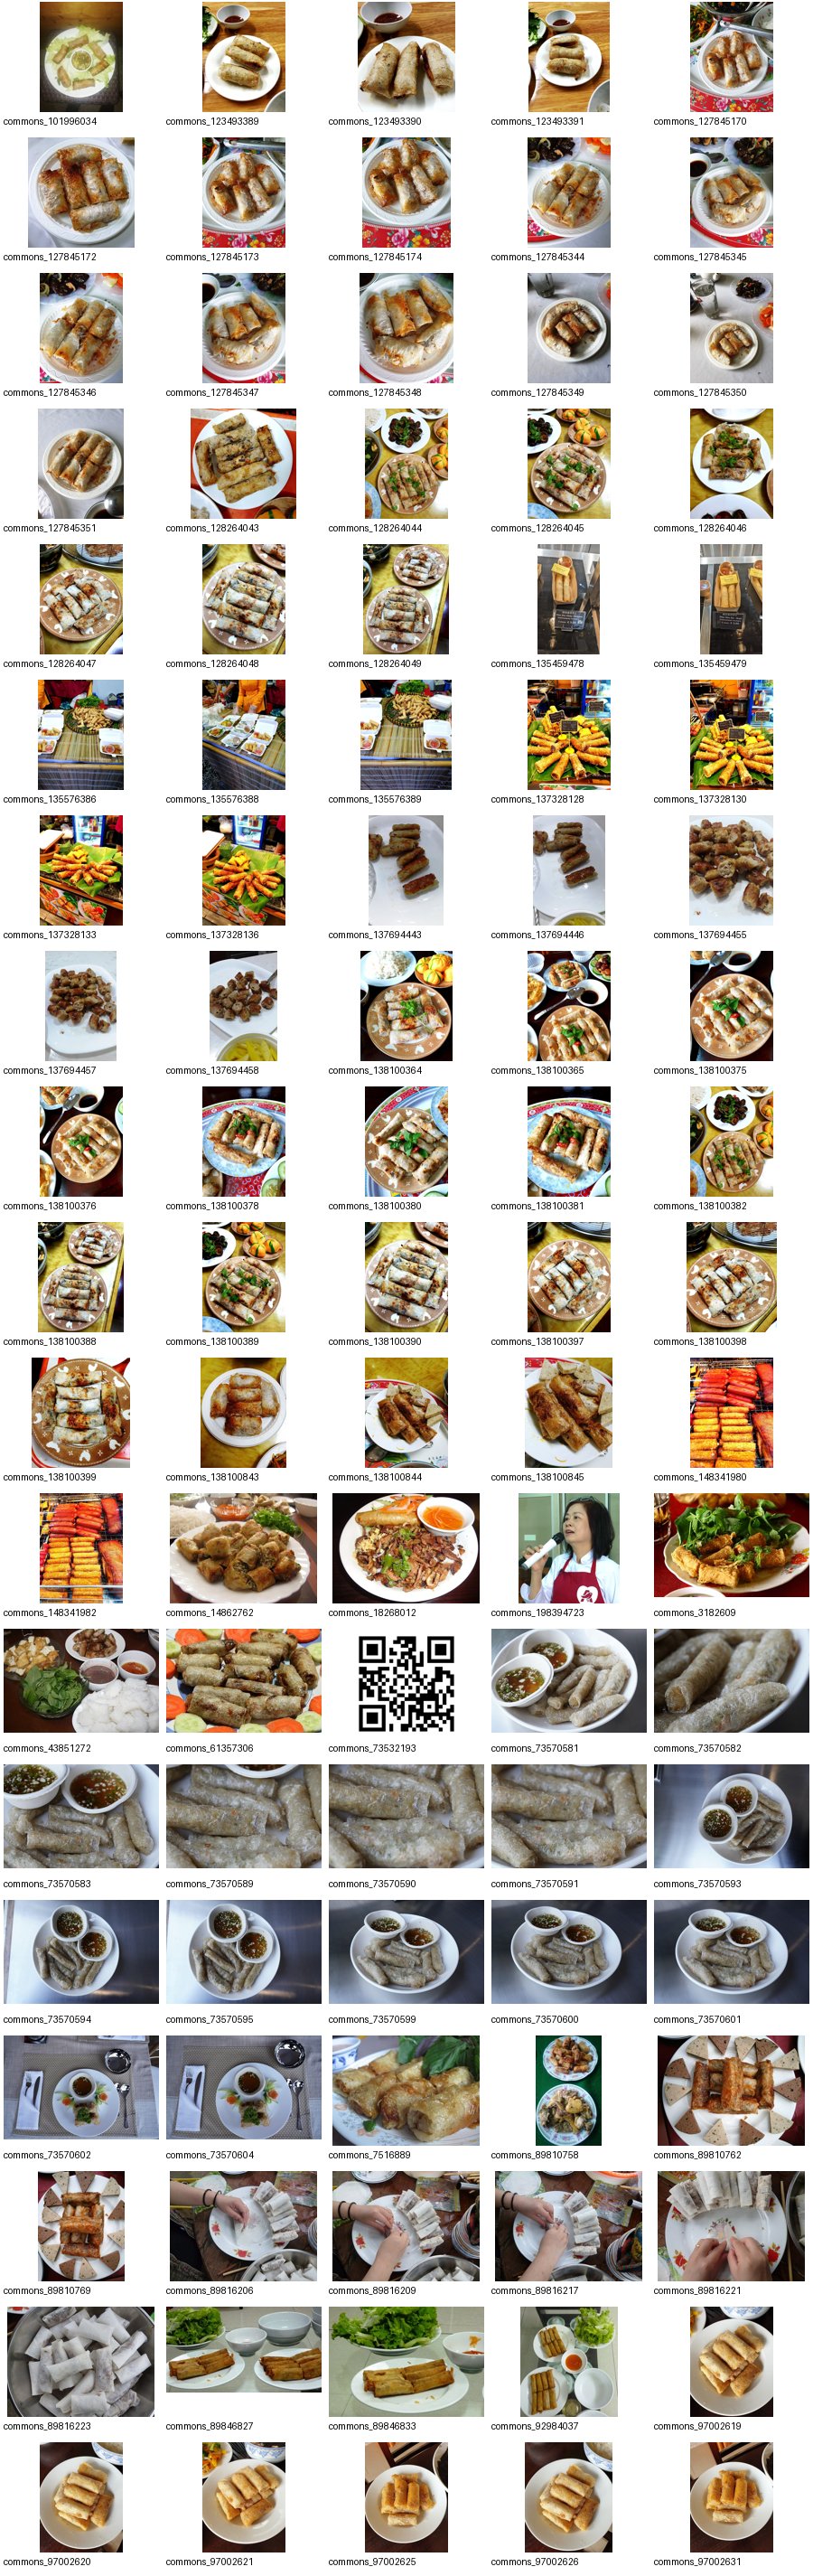 commons_101996034 commons_123493389 commons_123493390 commons_123493391 commons_127845170
commons_127845172 commons_127845173 commons_127845174 commons_127845344 commons_127845345
commons_127845346 commons_127845347 commons_127845348 commons_127845349 commons_127845350
commons_127845351 commons_128264043 commons_128264044 commons_128264045 commons_128264046
commons_128264047 commons_128264048 commons_128264049 commons_135459478 commons_135459479
commons_135576386 commons_135576388 commons_135576389 commons_137328128 commons_137328130
commons_137328133 commons_137328136 commons_137694443 commons_137694446 commons_137694455
commons_137694457 commons_137694458 commons_138100364 commons_138100365 commons_138100375
commons_138100376 commons_138100378 commons_138100380 commons_138100381 commons_138100382
commons_138100388 commons_138100389 commons_138100390 commons_138100397 commons_138100398
commons_138100399 commons_138100843 commons_138100844 commons_138100845 commons_148341980
commons_148341982 commons_14862762 commons_18268012 commons_198394723 commons_3182609
commons_43851272 commons_61357306 commons_73532193 commons_73570581 commons_73570582
commons_73570583 commons_73570589 commons_73570590 commons_73570591 commons_73570593
commons_73570594 commons_73570595 commons_73570599 commons_73570600 commons_73570601
commons_73570602 commons_73570604 commons_7516889 commons_89810758 commons_89810762
commons_89810769 commons_89816206 commons_89816209 commons_89816217 commons_89816221
commons_89816223 commons_89846827 commons_89846833 commons_92984037 commons_97002619
commons_97002620 commons_97002621 commons_97002625 commons_97002626 commons_97002631